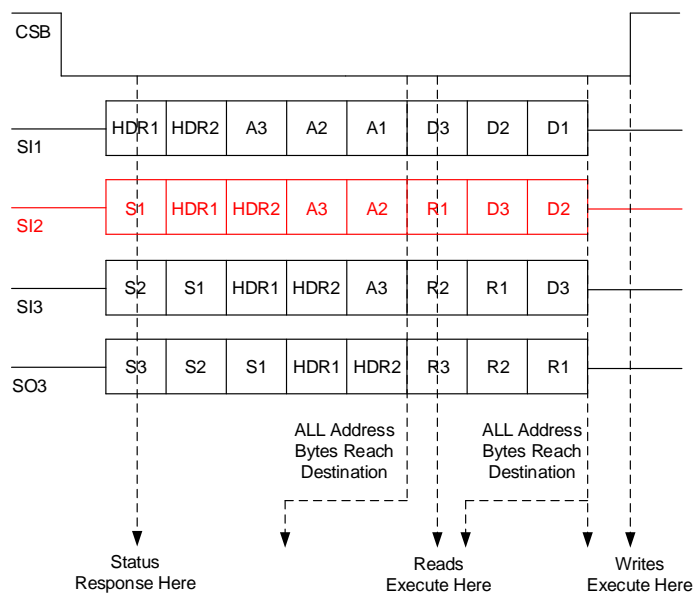 CSB
HDR1 HDR2 A3 A2 A1 D3 D2 D1
SI1
S1 HDR1 HDR2 A3 A2 R1 D3 D2
SI2
S2 S1 HDR1 HDR2 A3 R2 R1 D3
SI3
S3 S2 S1 HDR1 HDR2 R3 R2 R1
SO3
ALL Address
Bytes Reach
Destination
ALL Address
Bytes Reach
Destination
Status
Response Here
Reads
Execute Here
Writes
Execute Here